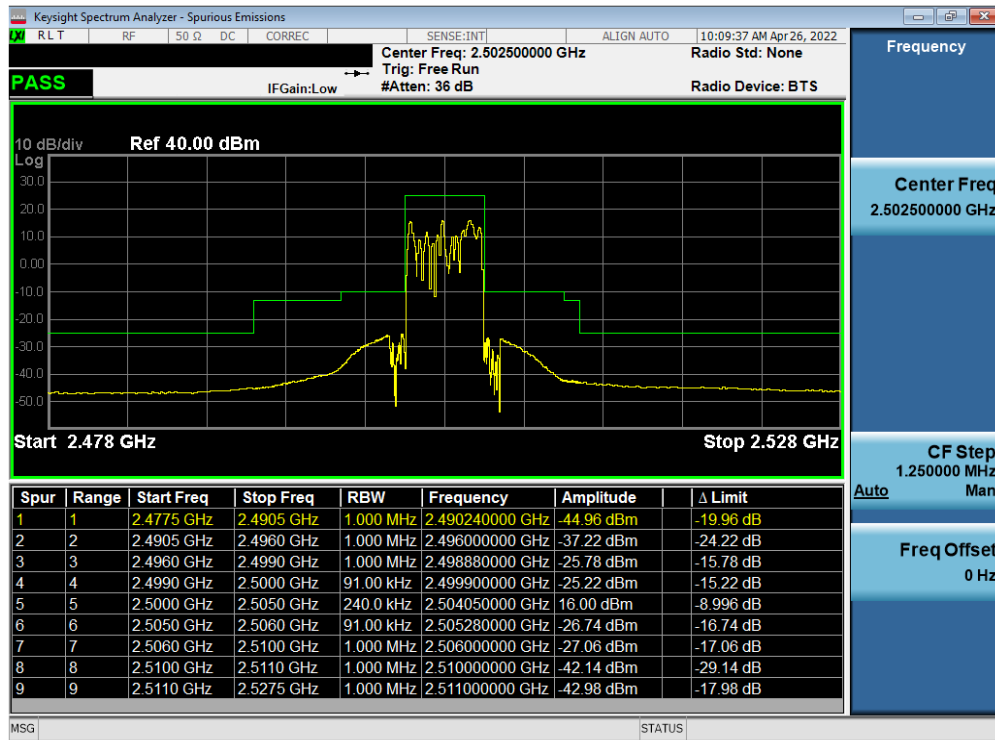 Keysight Spectrum Analyzer - Spurious Emissions
LXI RLT RF 50 Ω DC CORREC SENSE:INT ALIGN AUTO 10:09:37 AM Apr 26, 2022
Center Freq: 2.502500000 GHz Radio Std: None
Trig: Free Run
PASS IFGain:Low #Atten: 36 dB Radio Device: BTS
10 dB/div Ref 40.00 dBm
Log
30.0
20.0
10.0
0.00
-10.0
-20.0
-30.0
-40.0
-50.0
Start 2.478 GHz Stop 2.528 GHz
Spur Range Start Freq Stop Freq RBW Frequency Amplitude Δ Limit
1 1 2.4775 GHz 2.4905 GHz 1.000 MHz 2.490240000 GHz -44.96 dBm -19.96 dB
2 2 2.4905 GHz 2.4960 GHz 1.000 MHz 2.496000000 GHz -37.22 dBm -24.22 dB
3 3 2.4960 GHz 2.4990 GHz 1.000 MHz 2.498880000 GHz -25.78 dBm -15.78 dB
4 4 2.4990 GHz 2.5000 GHz 91.00 kHz 2.499900000 GHz -25.22 dBm -15.22 dB
5 5 2.5000 GHz 2.5050 GHz 240.0 kHz 2.504050000 GHz 16.00 dBm -8.996 dB
6 6 2.5050 GHz 2.5060 GHz 91.00 kHz 2.505280000 GHz -26.74 dBm -16.74 dB
7 7 2.5060 GHz 2.5100 GHz 1.000 MHz 2.506000000 GHz -27.06 dBm -17.06 dB
8 8 2.5100 GHz 2.5110 GHz 1.000 MHz 2.510000000 GHz -42.14 dBm -29.14 dB
9 9 2.5110 GHz 2.5275 GHz 1.000 MHz 2.511000000 GHz -42.98 dBm -17.98 dB
MSG STATUS
Frequency
Center Freq
2.502500000 GHz
CF Step
1.250000 MHz
Auto Man
Freq Offset
0 Hz